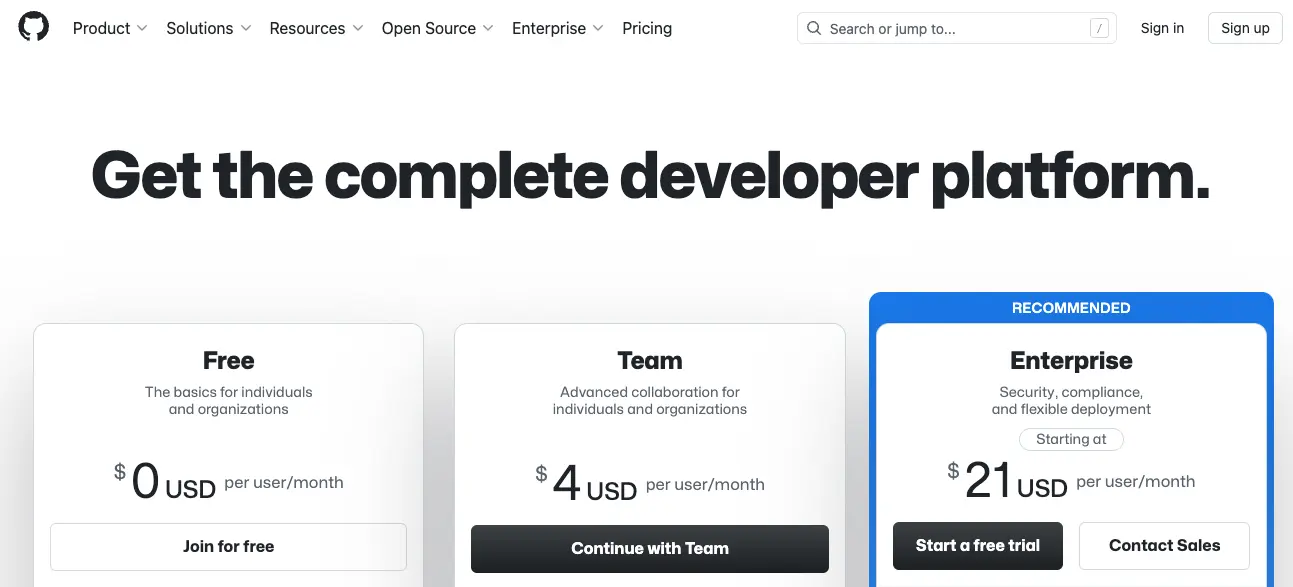 Product Solutions Resources Open Source Enterprise Pricing Search or jump to... / Sign in Sign up
Get the complete developer platform.
RECOMMENDED
Free
The basics for individuals
and organizations
$0 USD per user/month
Join for free
Team
Advanced collaboration for
individuals and organizations
$4 USD per user/month
Continue with Team
Enterprise
Security, compliance,
and flexible deployment
Starting at
$21 USD per user/month
Start a free trial Contact Sales